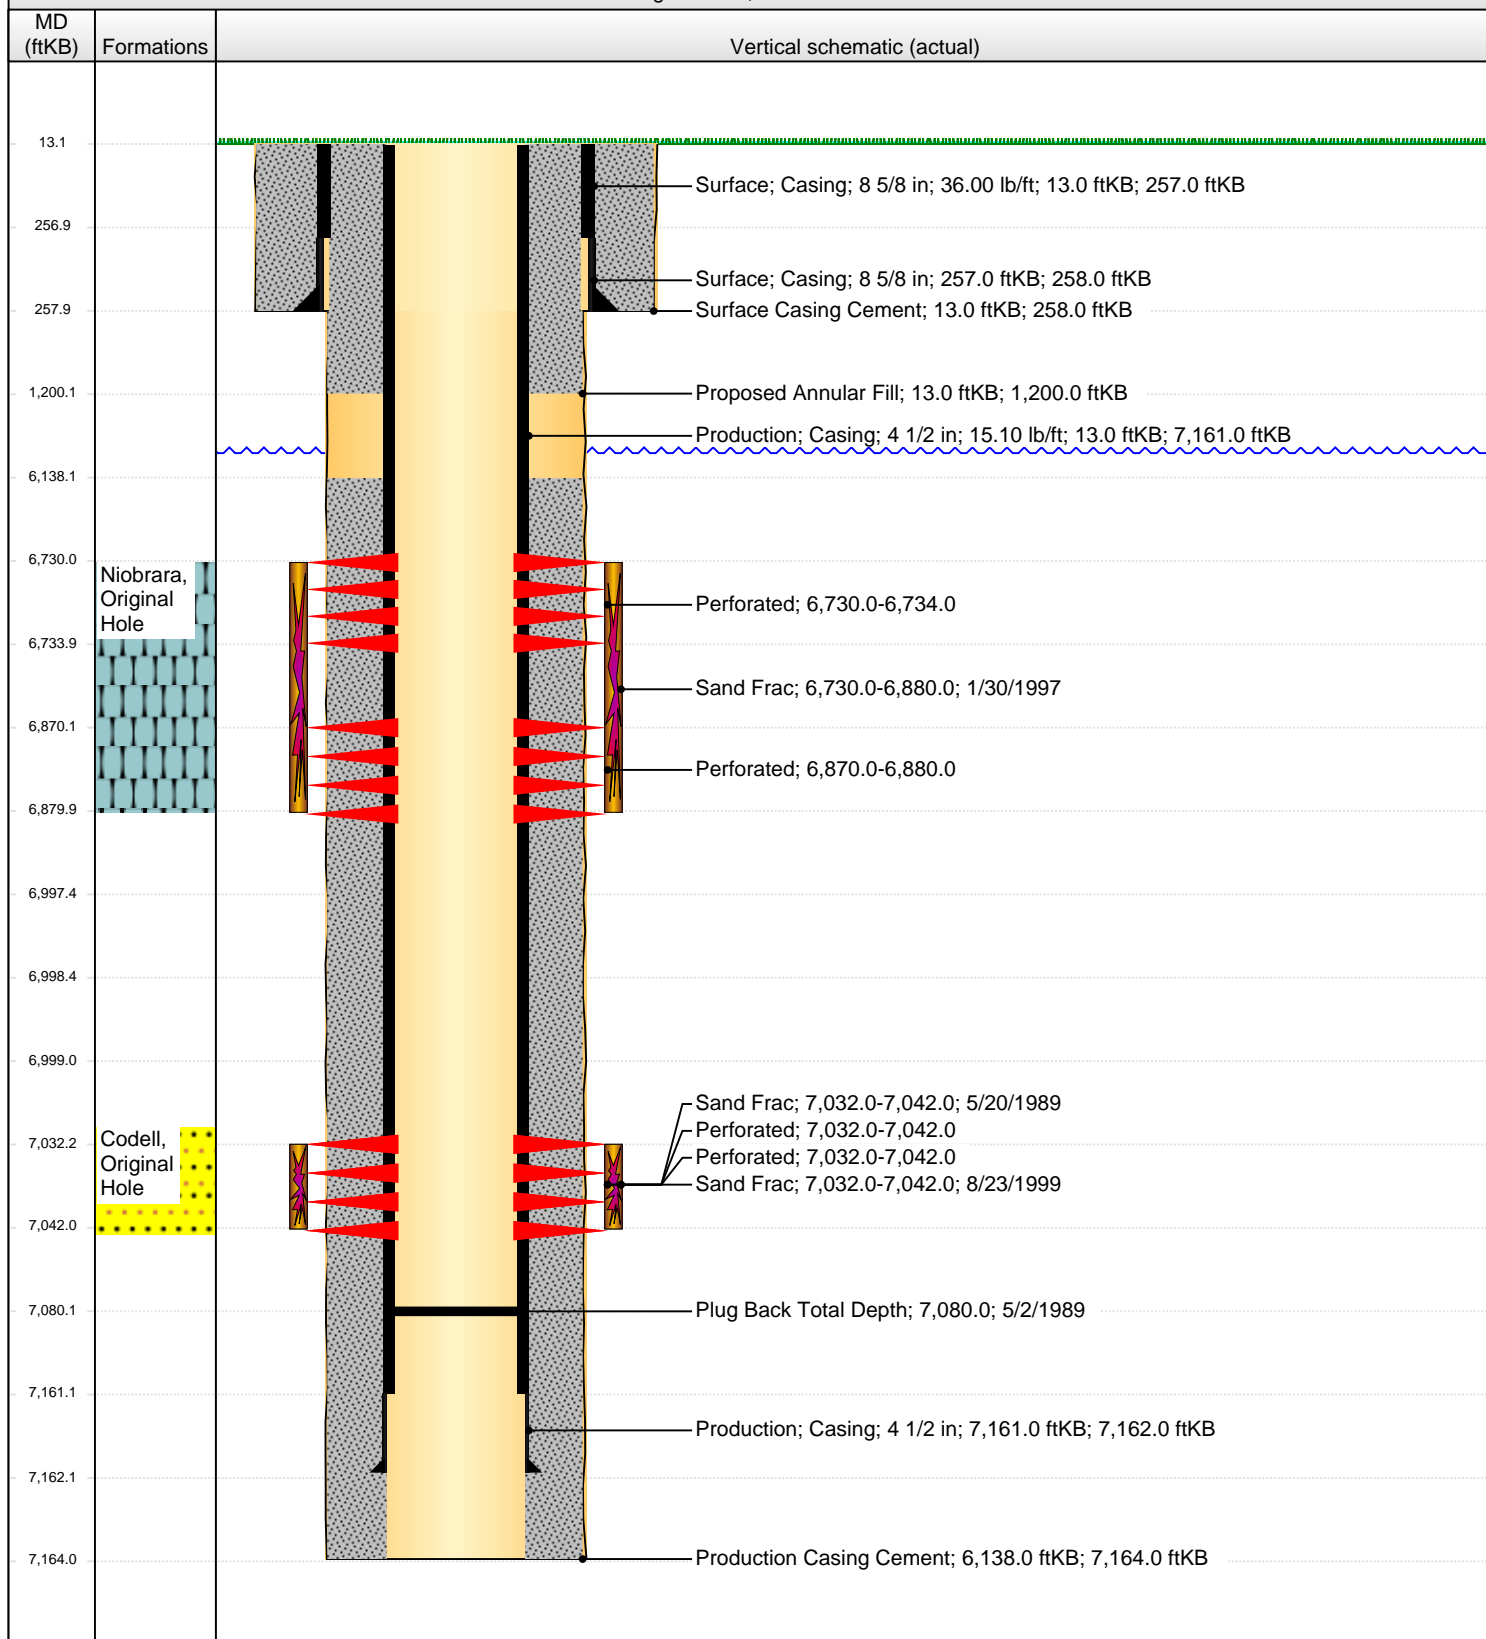 MD
(ftKB)
Formations
Vertical schematic (actual)
13.1
Surface; Casing; 8 5/8 in; 36.00 lb/ft; 13.0 ftKB; 257.0 ftKB
256.9
Surface; Casing; 8 5/8 in; 257.0 ftKB; 258.0 ftKB
257.9
Surface Casing Cement; 13.0 ftKB; 258.0 ftKB
1,200.1
Proposed Annular Fill; 13.0 ftKB; 1,200.0 ftKB
Production; Casing; 4 1/2 in; 15.10 lb/ft; 13.0 ftKB; 7,161.0 ftKB
6,138.1
6,730.0
Niobrara,
Original
Hole
Perforated; 6,730.0-6,734.0
6,733.9
Sand Frac; 6,730.0-6,880.0; 1/30/1997
6,870.1
Perforated; 6,870.0-6,880.0
6,879.9
6,997.4
6,998.4
6,999.0
Sand Frac; 7,032.0-7,042.0; 5/20/1989
Perforated; 7,032.0-7,042.0
7,032.2
Codell,
Original
Hole
Perforated; 7,032.0-7,042.0
Sand Frac; 7,032.0-7,042.0; 8/23/1999
7,042.0
7,080.1
Plug Back Total Depth; 7,080.0; 5/2/1989
7,161.1
Production; Casing; 4 1/2 in; 7,161.0 ftKB; 7,162.0 ftKB
7,162.1
7,164.0
Production Casing Cement; 6,138.0 ftKB; 7,164.0 ftKB